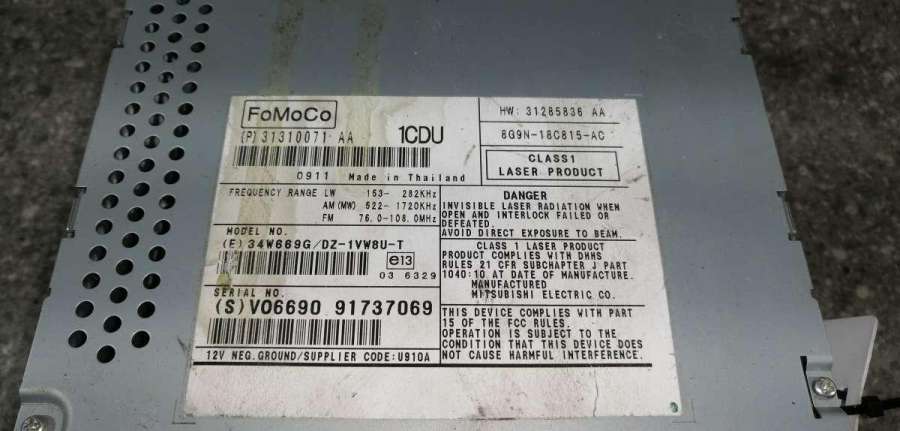 FoMoCo
(P) 31310071 AA 1CDU
0911 Made in Thailand
HW: 31285836 AA
8G9N-18C815-AC
CLASS1
LASER PRODUCT
FREQUENCY RANGE LW 153- 282KHz
AM(MW) 522- 1720KHz
FM 76.0-108.0MHz
MODEL NO.
(E) 34W669G/DZ-1VW8U-T
e13
03 6329
SERIAL NO.
(S)V06690 91737069
12V NEG.GROUND/SUPPLIER CODE:U910A
DANGER
INVISIBLE LASER RADIATION WHEN
OPEN AND INTERLOCK FAILED OR
DEFEATED.
AVOID DIRECT EXPOSURE TO BEAM.
CLASS 1 LASER PRODUCT
PRODUCT COMPLIES WITH DHHS
RULES 21 CFR SUBCHAPTER J PART
1040:10 AT DATE OF MANUFACTURE.
MANUFACTURED
MITSUBISHI ELECTRIC CO.
THIS DEVICE COMPLIES WITH PART
15 OF THE FCC RULES.
OPERATION IS SUBJECT TO THE
CONDITION THAT THIS DEVICE DOES
NOT CAUSE HARMFUL INTERFERENCE.